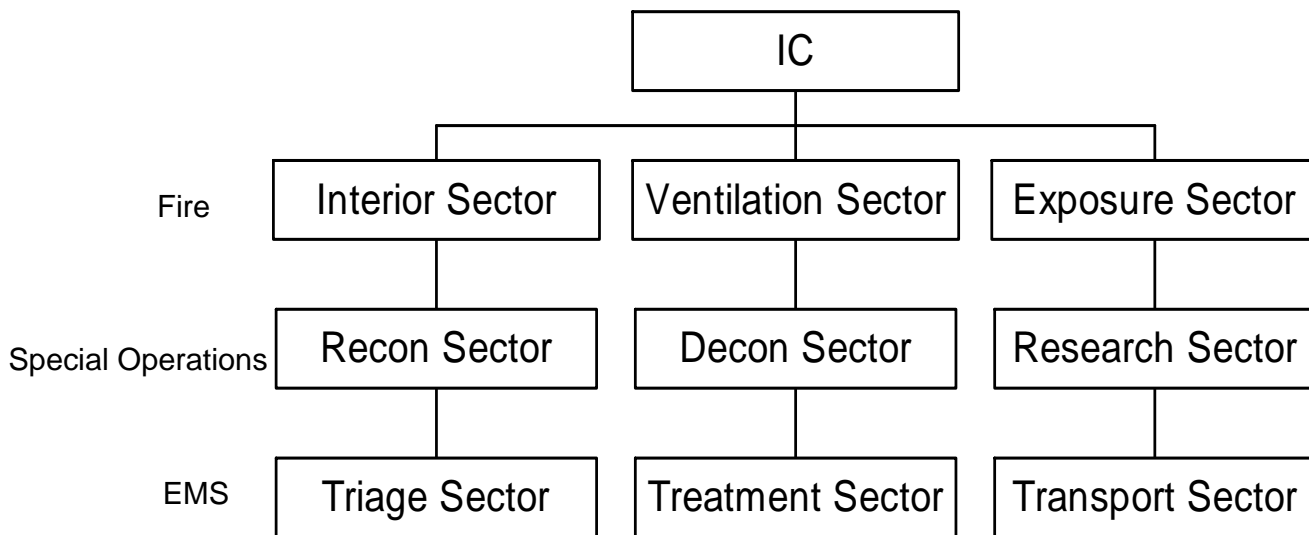 IC
Fire
Interior Sector
Ventilation Sector
Exposure Sector
Special Operations
Recon Sector
Decon Sector
Research Sector
EMS
Triage Sector
Treatment Sector
Transport Sector